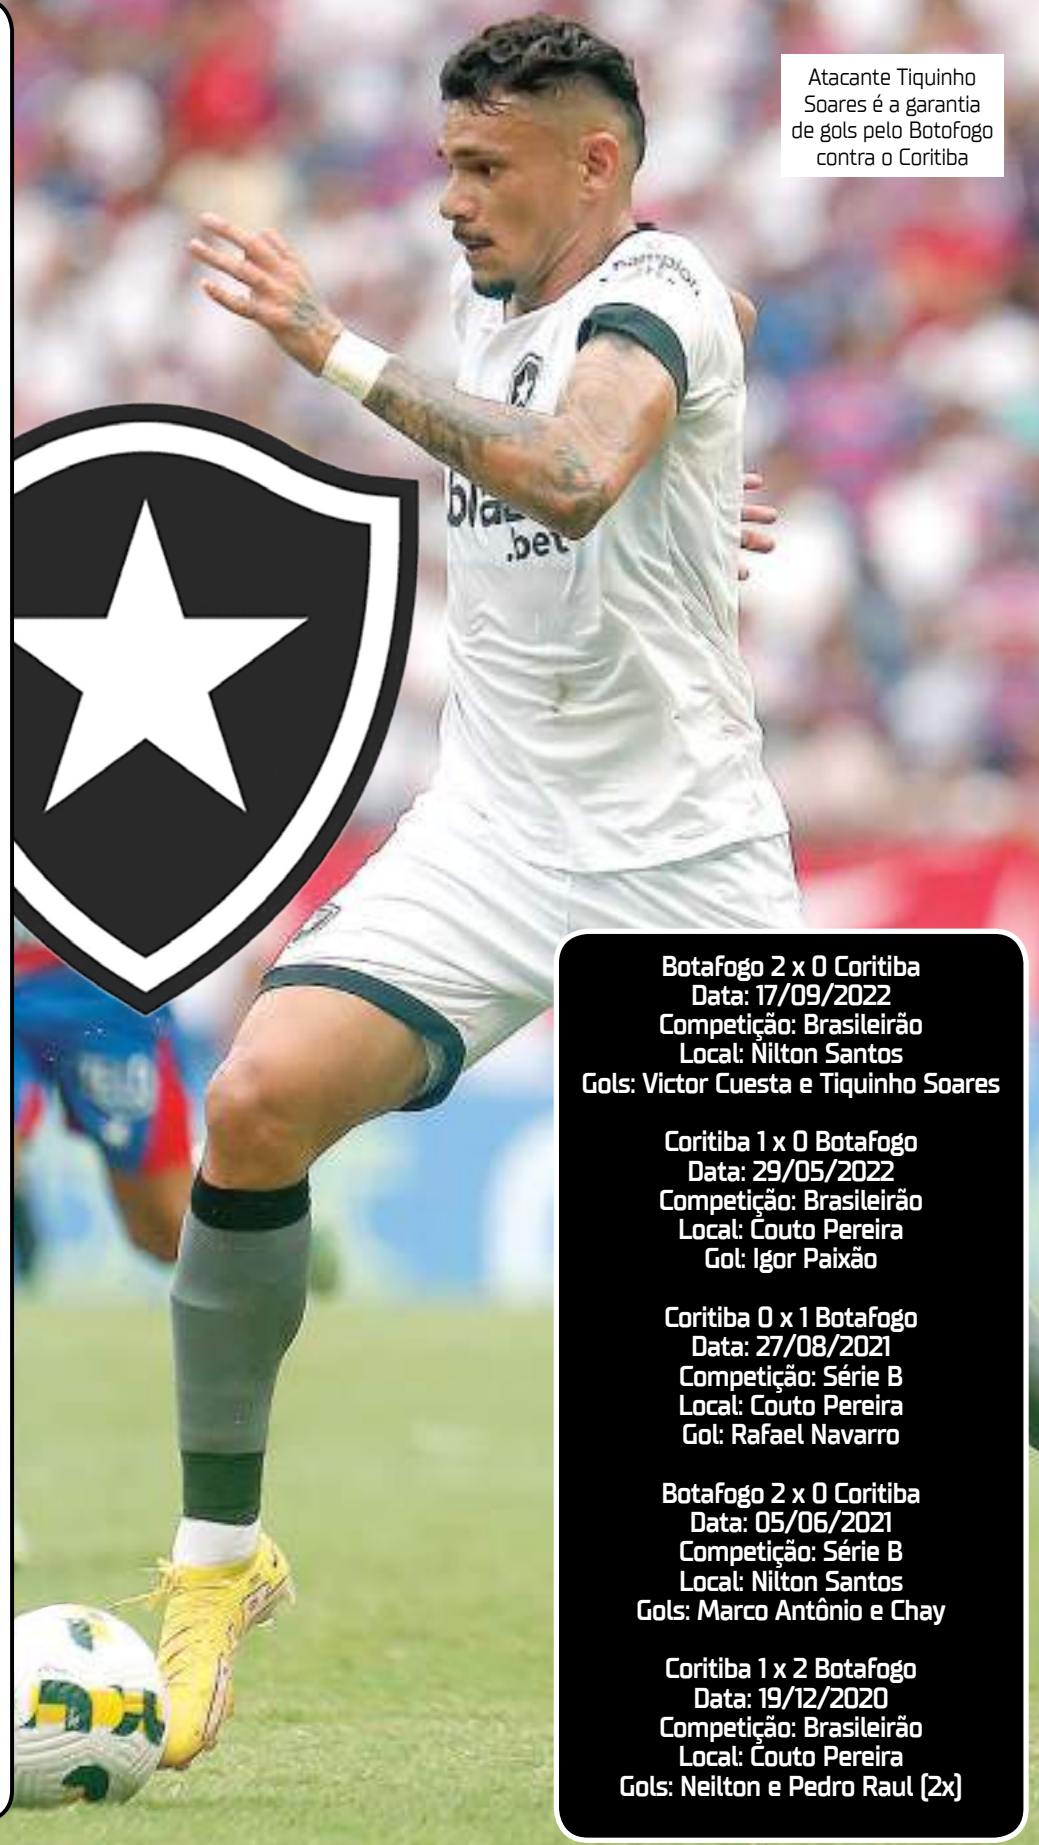 Atacante Tiquinho
Soares é a garantia
de gols pelo Botofogo
contra o Coritiba
Champion
.bet
Botafogo 2 x 0 Coritiba
Data: 17/09/2022
Competição: Brasileirão
Local: Nilton Santos
Gols: Victor Cuesta e Tiquinho Soares
Coritiba 1 x 0 Botafogo
Data: 29/05/2022
Competição: Brasileirão
Local: Couto Pereira
Gol: Igor Paixão
Coritiba 0 x 1 Botafogo
Data: 27/08/2021
Competição: Série B
Local: Couto Pereira
Gol: Rafael Navarro
Botafogo 2 x 0 Coritiba
Data: 05/06/2021
Competição: Série B
Local: Nilton Santos
Gols: Marco Antônio e Chay
Coritiba 1 x 2 Botafogo
Data: 19/12/2020
Competição: Brasileirão
Local: Couto Pereira
Gols: Neilton e Pedro Raul (2x)